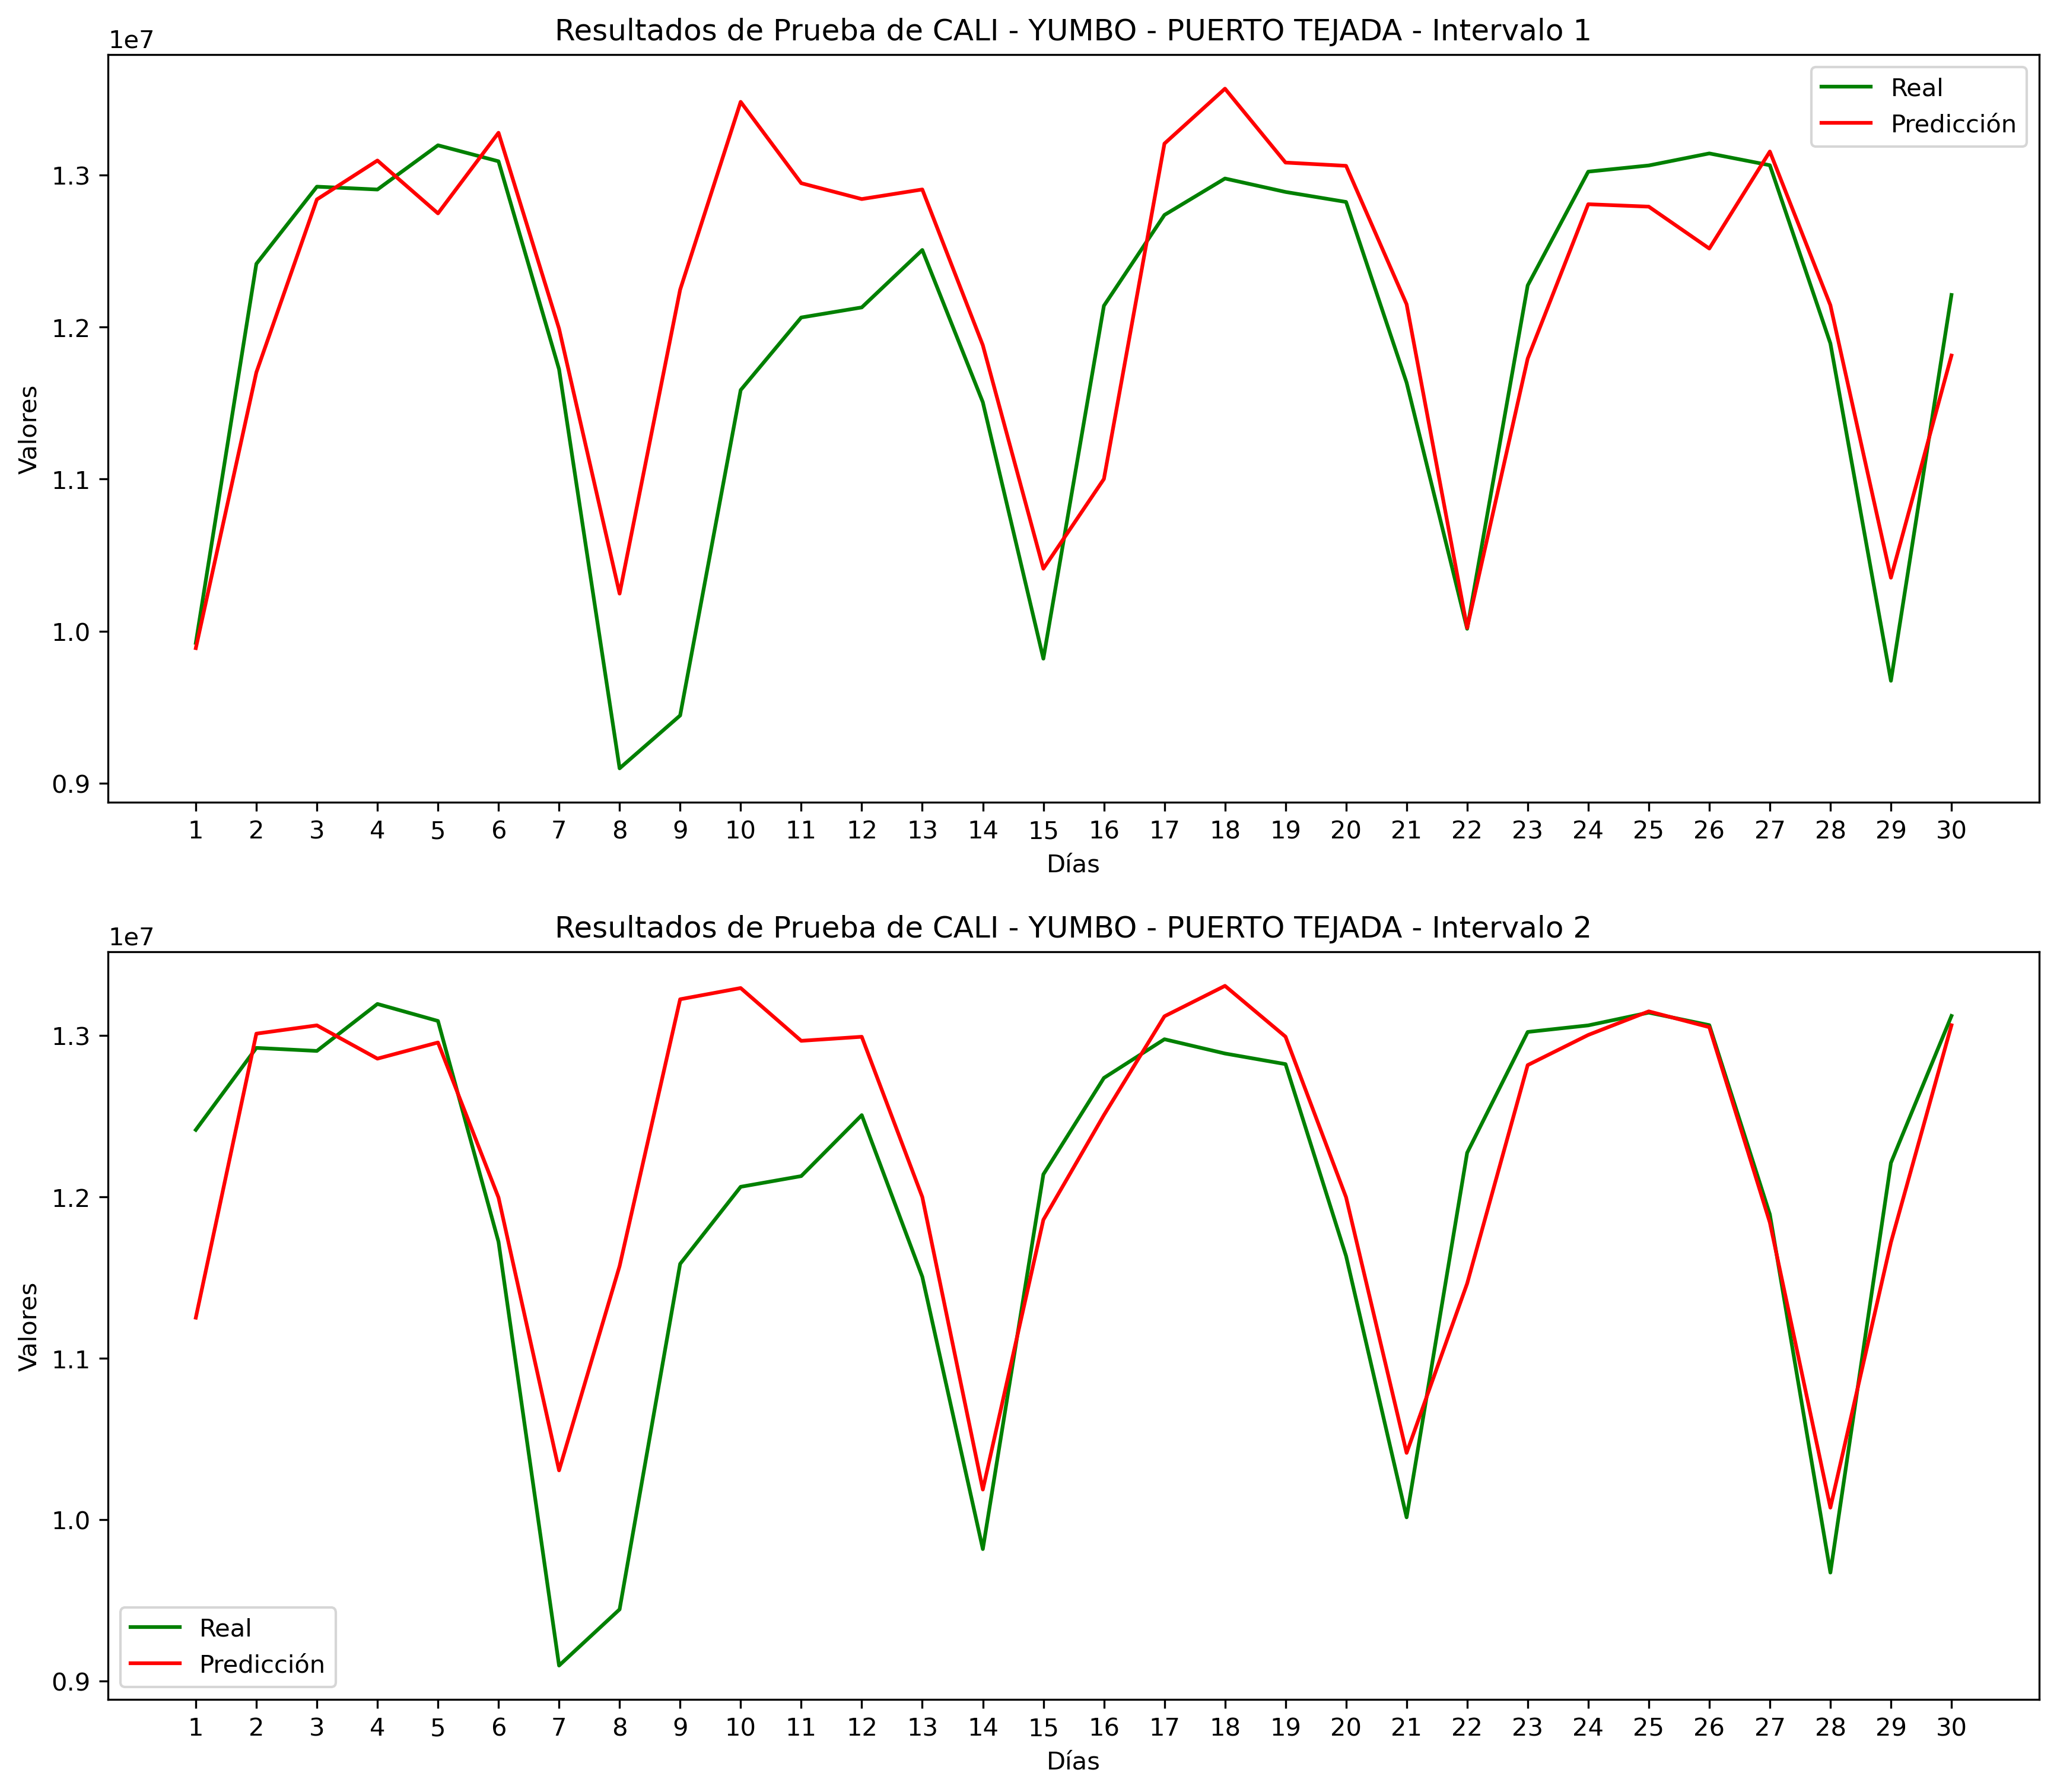 Resultados de Prueba de CALI - YUMBO - PUERTO TEJADA - Intervalo 1
1e7
Real
Predicción
1.3
1.2
1.1
1.0
0.9
Valores
1 2 3 4 5 6 7 8 9 10 11 12 13 14 15 16 17 18 19 20 21 22 23 24 25 26 27 28 29 30
Días
Resultados de Prueba de CALI - YUMBO - PUERTO TEJADA - Intervalo 2
1e7
1.3
1.2
1.1
1.0
0.9
Valores
Real
Predicción
1 2 3 4 5 6 7 8 9 10 11 12 13 14 15 16 17 18 19 20 21 22 23 24 25 26 27 28 29 30
Días